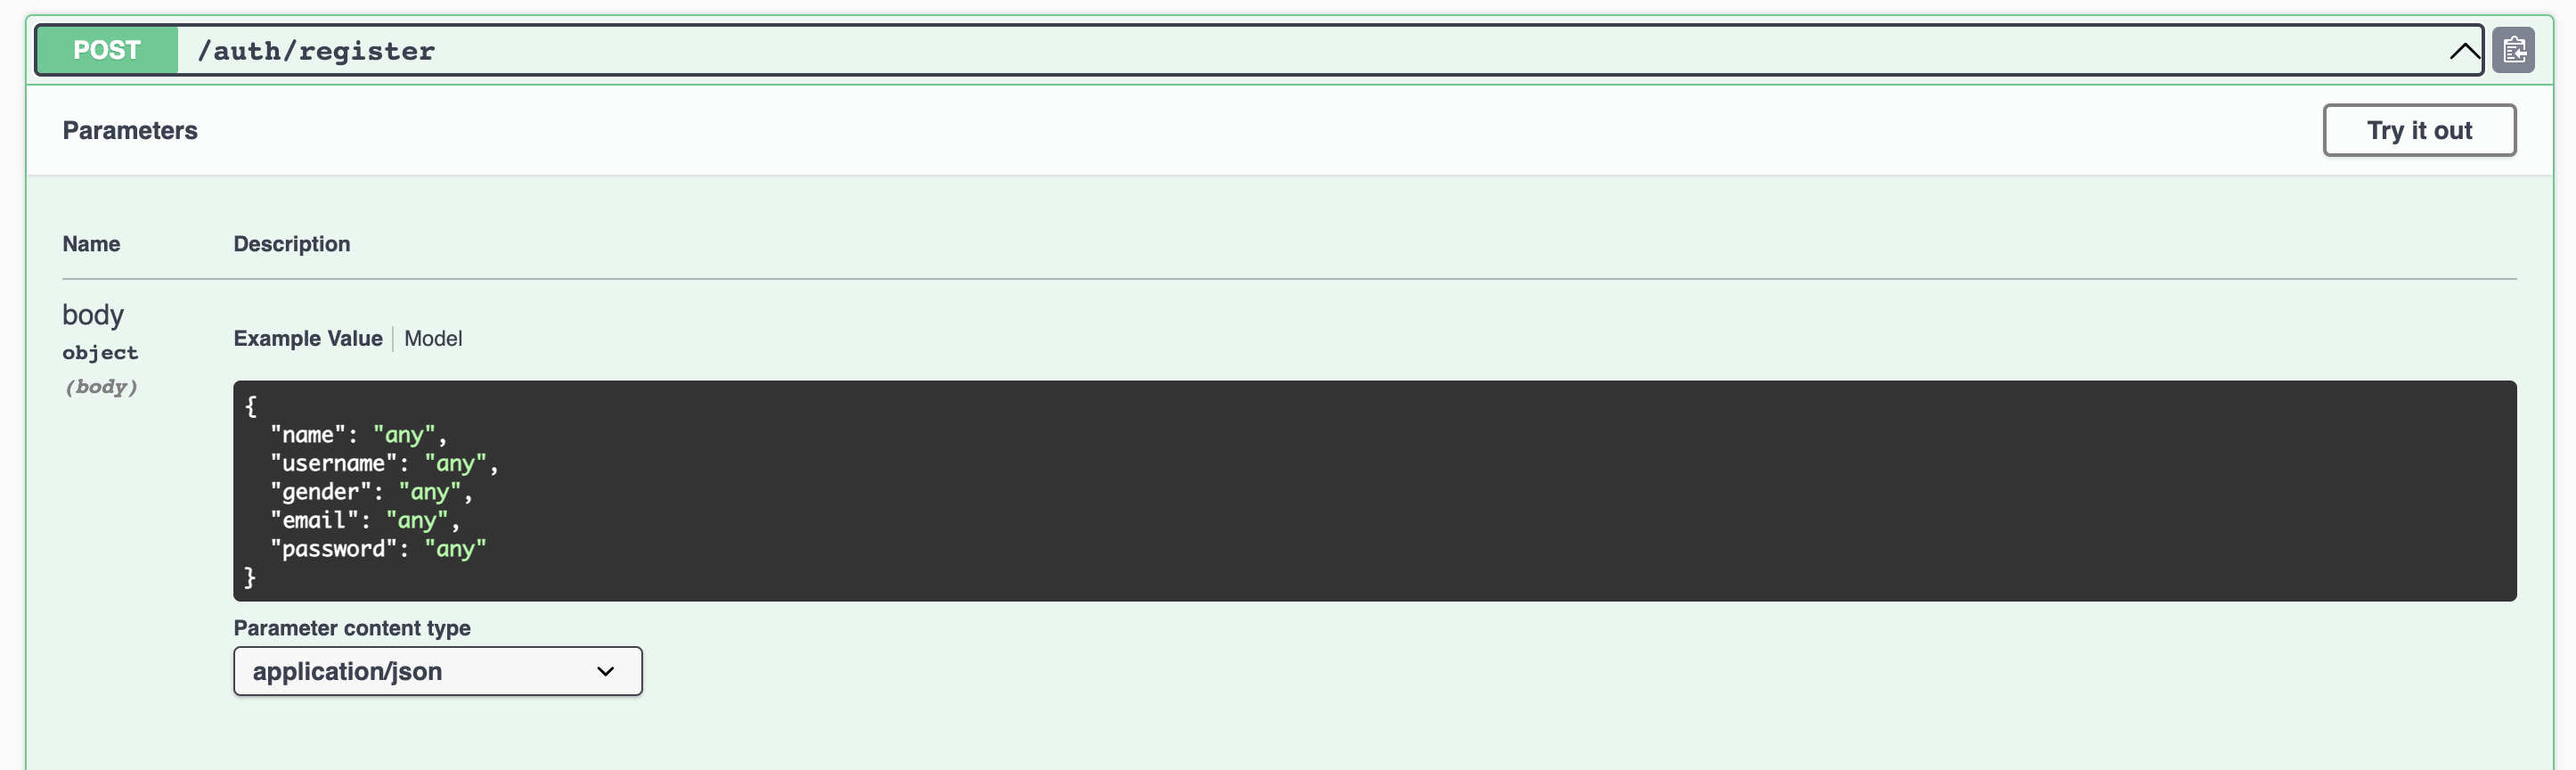 POST /auth/register
Parameters
Try it out
Name Description
body
object
(body)
Example Value Model
{
  "name": "any",
  "username": "any",
  "gender": "any",
  "email": "any",
  "password": "any"
}
Parameter content type
application/json